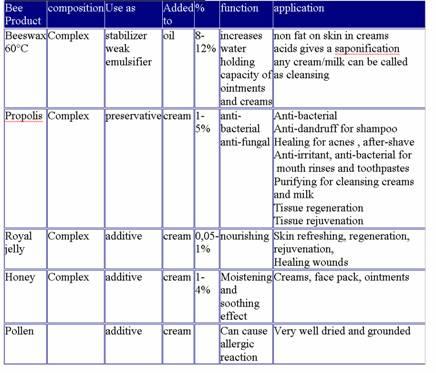 Bee Product composition Use as Added to % function application
Beeswax 60°C Complex stabilizer weak emulsifier oil 8-12% increases water holding capacity of ointments and creams non fat on skin in creams
acids gives a saponification
any cream/milk can be called
as cleansing
Propolis Complex preservative cream 1-5% anti-bacterial anti-fungal Anti-bacterial
Anti-dandruff for shampoo
Healing for acnes , after-shave
Anti-irritant, anti-bacterial for
mouth rinses and toothpastes
Purifying for cleansing creams
and milk
Tissue regeneration
Tissue rejuvenation
Royal jelly Complex additive cream 0,05-1% nourishing Skin refreshing, regeneration,
rejuvenation,
Healing wounds
Honey Complex additive cream 1-4% Moistening and soothing effect Creams, face pack, ointments
Pollen additive cream Can cause allergic reaction Very well dried and grounded